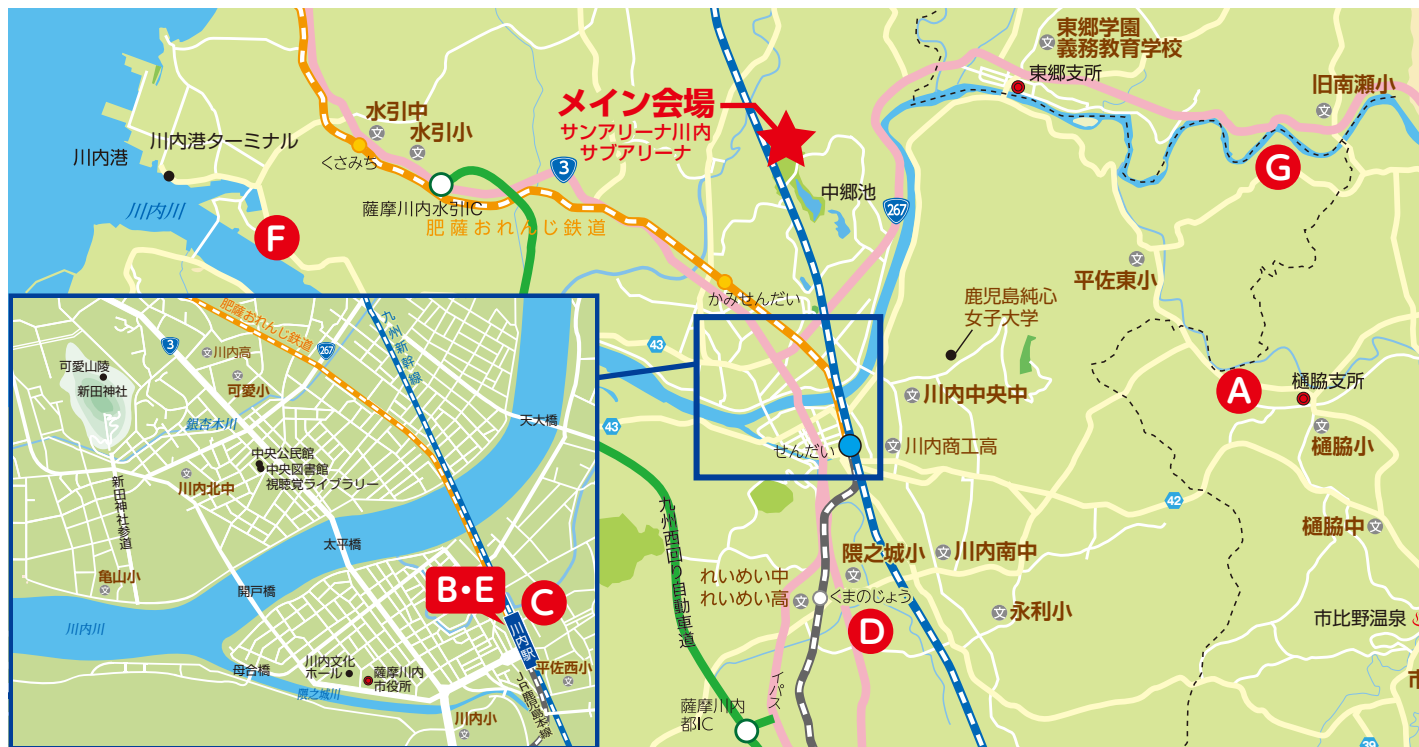 東郷学園
義務教育学校
東郷支所
旧南瀬小
メイン会場
サンアリーナ川内
サブアリーナ
水引中
水引小
川内港ターミナル
川内港
くさみち
3
薩摩川内水引IC
肥薩おれんじ鉄道
川内川
中郷池
267
G
F
平佐東小
かみせんだい
鹿児島純心
女子大学
43
A
樋脇支所
川内中央中
樋脇小
43
せんだい
川内商工高
42
樋脇中
九州西回り自動車道
隈之城小
川内南中
れいめい中
れいめい高
くまのじょう
永利小
D
市比野温泉
市
イパス
薩摩川内
都IC
39
肥薩おれんじ鉄道
九州新幹線
3
267
川内高
可愛小
可愛山陵
新田神社
銀杏木川
天大橋
中央公民館
中央図書館
視聴覚ライブラリー
川内北中
新田神社参道
太平橋
亀山小
開戸橋
B・E
C
川内駅
川内川
母合橋
川内文化
ホール
薩摩川内
市役所
平佐西小
隈之城川
JR鹿児島本線
川内小